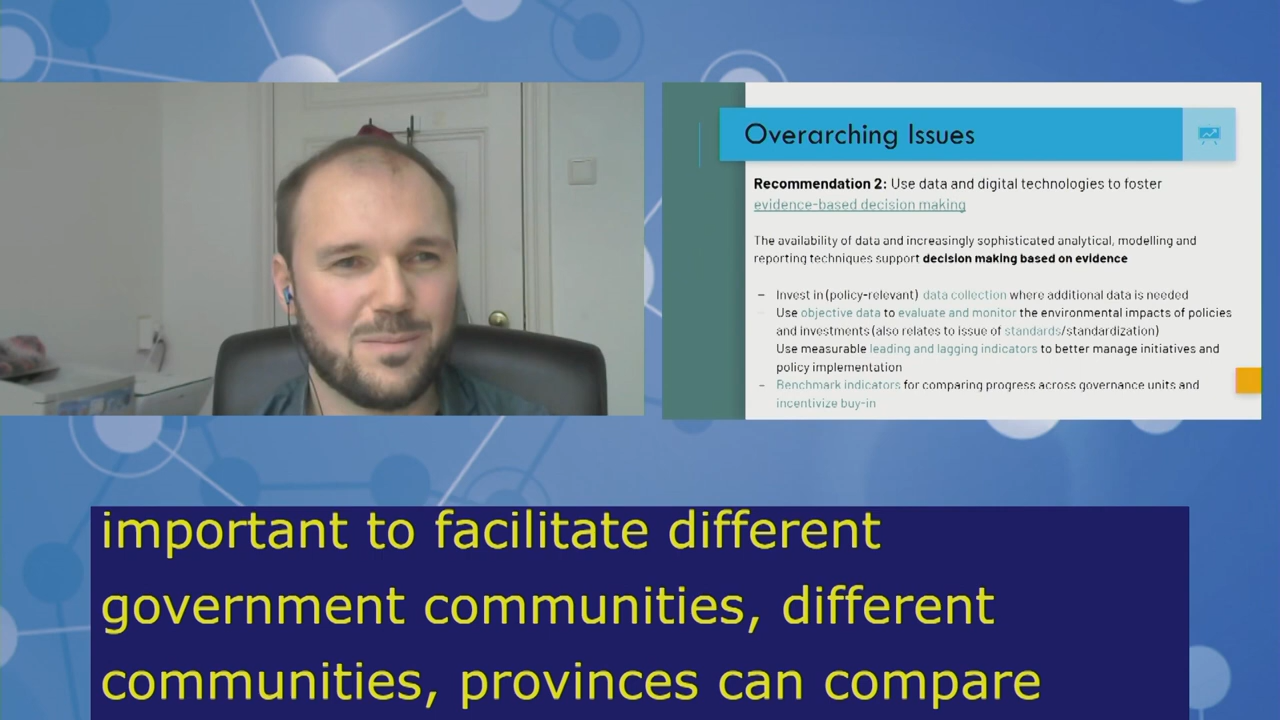 Overarching Issues
Recommendation 2: Use data and digital technologies to foster
evidence-based decision making
The availability of data and increasingly sophisticated analytical, modelling and
reporting techniques support decision making based on evidence
– Invest in (policy-relevant) data collection where additional data is needed
Use objective data to evaluate and monitor the environmental impacts of policies
and investments (also relates to issue of standards/standardization)
Use measurable leading and lagging indicators to better manage initiatives and
policy implementation
– Benchmark indicators for comparing progress across governance units and
incentivize buy-in
important to facilitate different
government communities, different
communities, provinces can compare